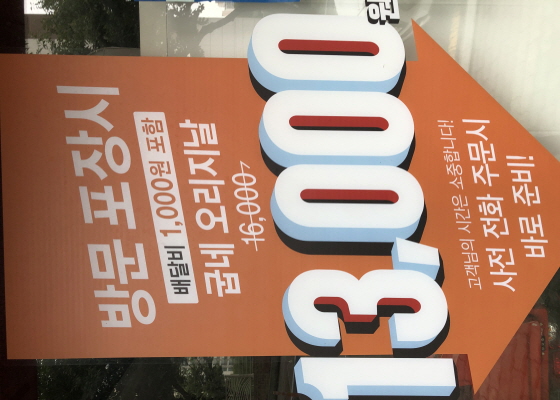 방문 포장시
배달비 1,000원 포함
굽네 오리지날
16,000
13,000원
고객님의 시간은 소중합니다!
사전 전화 주문시
바로 준비!